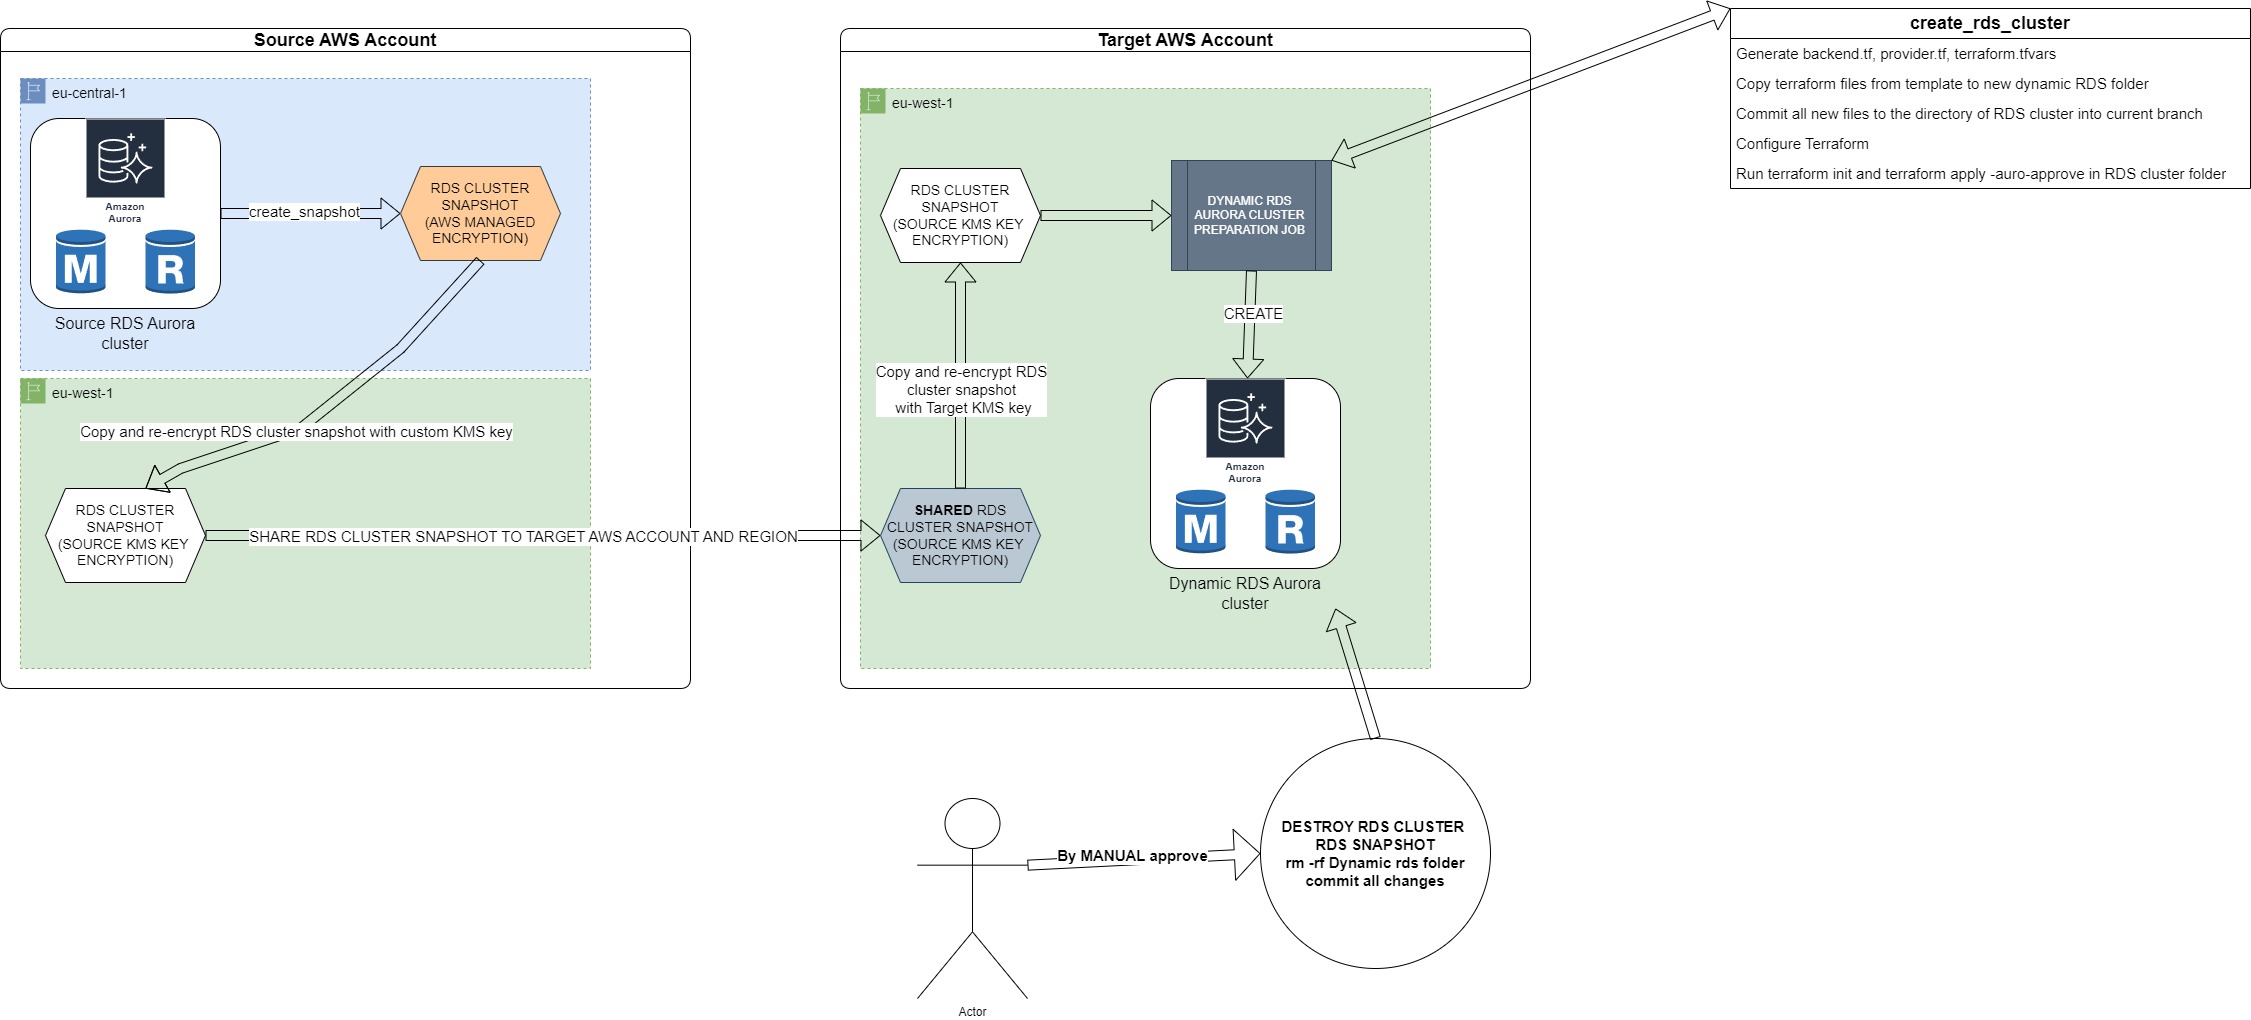 Source AWS Account
eu-central-1
Amazon
Aurora
M
R
Source RDS Aurora
cluster
create_snapshot
RDS CLUSTER
SNAPSHOT
(AWS MANAGED
ENCRYPTION)
eu-west-1
Copy and re-encrypt RDS cluster snapshot with custom KMS key
RDS CLUSTER
SNAPSHOT
(SOURCE KMS KEY
ENCRYPTION)
SHARE RDS CLUSTER SNAPSHOT TO TARGET AWS ACCOUNT AND REGION
Target AWS Account
eu-west-1
RDS CLUSTER
SNAPSHOT
(SOURCE KMS KEY
ENCRYPTION)
DYNAMIC RDS
AURORA CLUSTER
PREPARATION JOB
CREATE
Copy and re-encrypt RDS
cluster snapshot
with Target KMS key
SHARED RDS
CLUSTER SNAPSHOT
(SOURCE KMS KEY
ENCRYPTION)
Amazon
Aurora
M
R
Dynamic RDS Aurora
cluster
create_rds_cluster
Generate backend.tf, provider.tf, terraform.tfvars
Copy terraform files from template to new dynamic RDS folder
Commit all new files to the directory of RDS cluster into current branch
Configure Terraform
Run terraform init and terraform apply -auro-approve in RDS cluster folder
By MANUAL approve
DESTROY RDS CLUSTER
RDS SNAPSHOT
rm -rf Dynamic rds folder
commit all changes
Actor